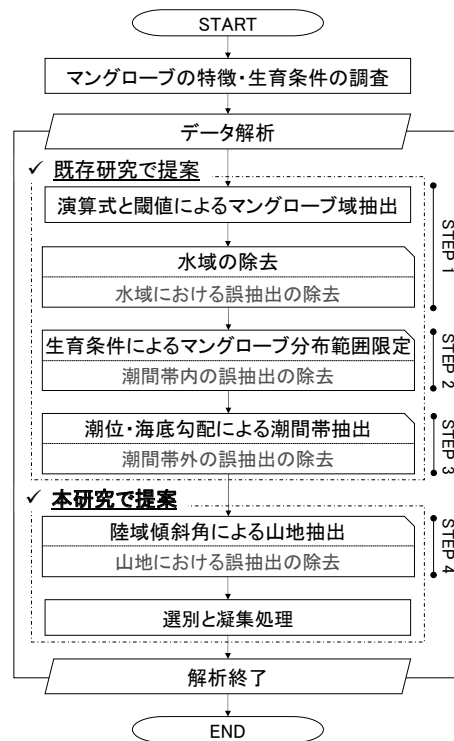 START
マングローブの特徴・生育条件の調査
データ解析
✓ 既存研究で提案
演算式と閾値によるマングローブ域抽出
水域の除去
水域における誤抽出の除去
STEP 1
生育条件によるマングローブ分布範囲限定
潮間帯内の誤抽出の除去
STEP 2
潮位・海底勾配による潮間帯抽出
潮間帯外の誤抽出の除去
STEP 3
✓ 本研究で提案
陸域傾斜角による山地抽出
山地における誤抽出の除去
STEP 4
選別と凝集処理
解析終了
END